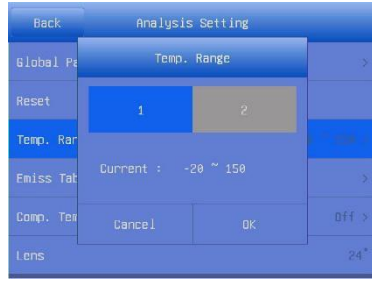 Back Analysis Setting
Global Pa
Temp. Range
Reset
1 2
Temp. Ran
Current : -20 ~ 150
Emiss Tab
Comp. Tem Off >
Cancel OK
Lens 24°